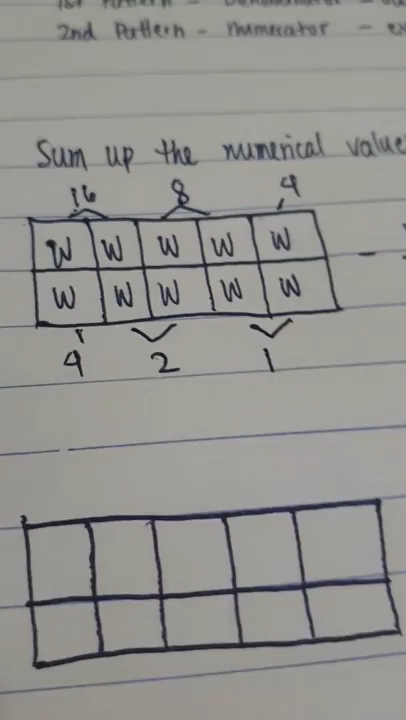 2nd Pattern - numerator -
Sum up the numerical value
16 8 4
W W W W W
W W W W W
4 2 1